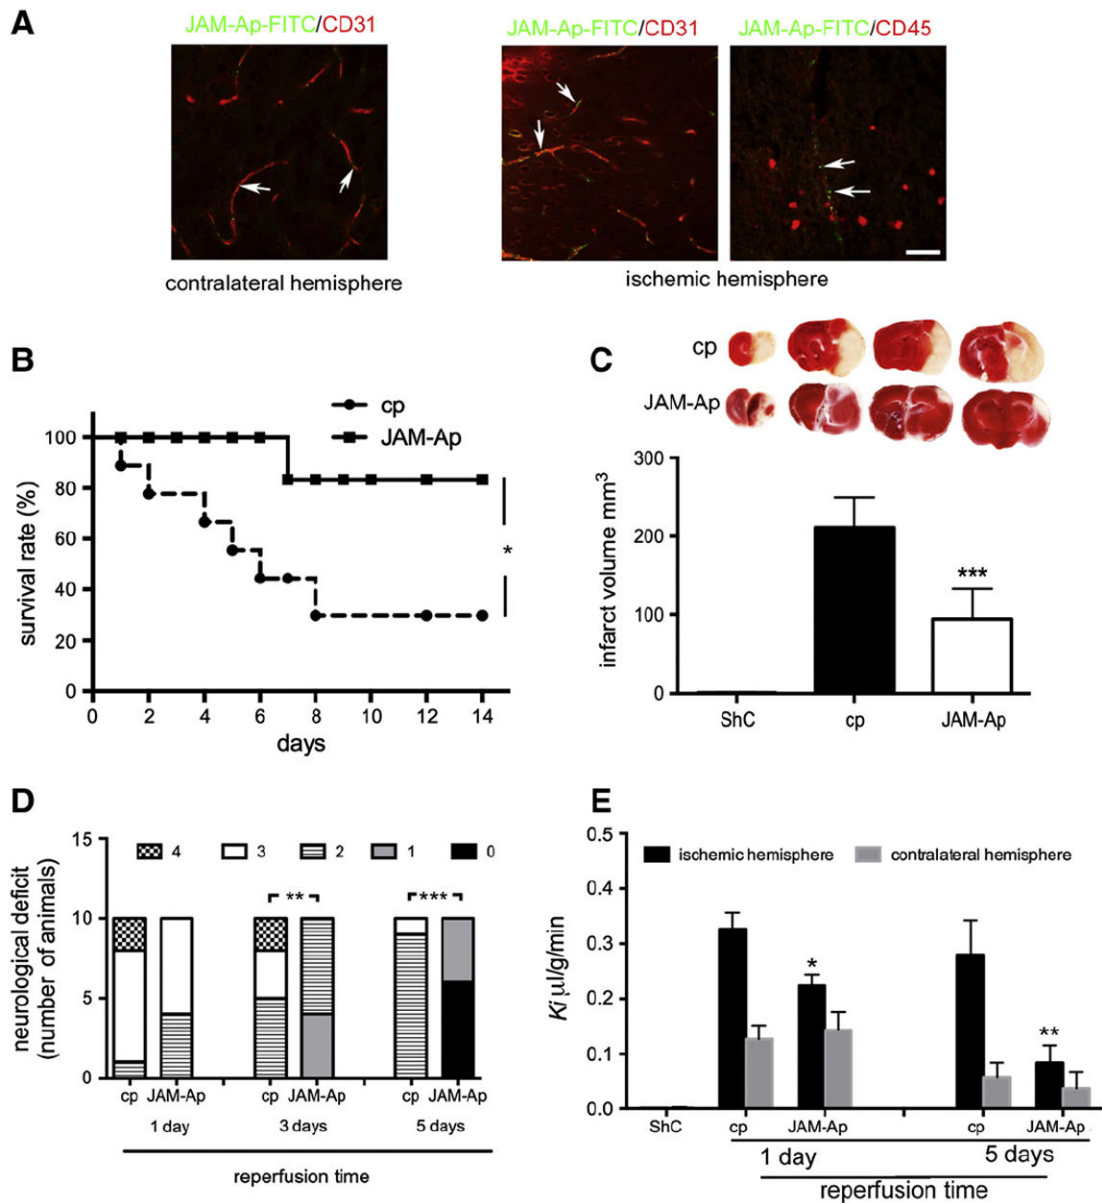 A
JAM-Ap-FITC/CD31
JAM-Ap-FITC/CD31
JAM-Ap-FITC/CD45
contralateral hemisphere
ischemic hemisphere
B
cp
JAM-Ap
survival rate (%)
100
80
60
40
20
0
*
0 2 4 6 8 10 12 14
days
C
cp
JAM-Ap
infarct volume mm³
300
200
100
0
***
ShC cp JAM-Ap
D
neurological deficit
(number of animals)
15
10
5
0
4 3 2 1 0
** ***
cp JAM-Ap cp JAM-Ap cp JAM-Ap
1 day 3 days 5 days
reperfusion time
E
Ki µl/g/min
0.5
0.4
0.3
0.2
0.1
0.0
ischemic hemisphere contralateral hemisphere
*
**
ShC cp JAM-Ap cp JAM-Ap
1 day 5 days
reperfusion time